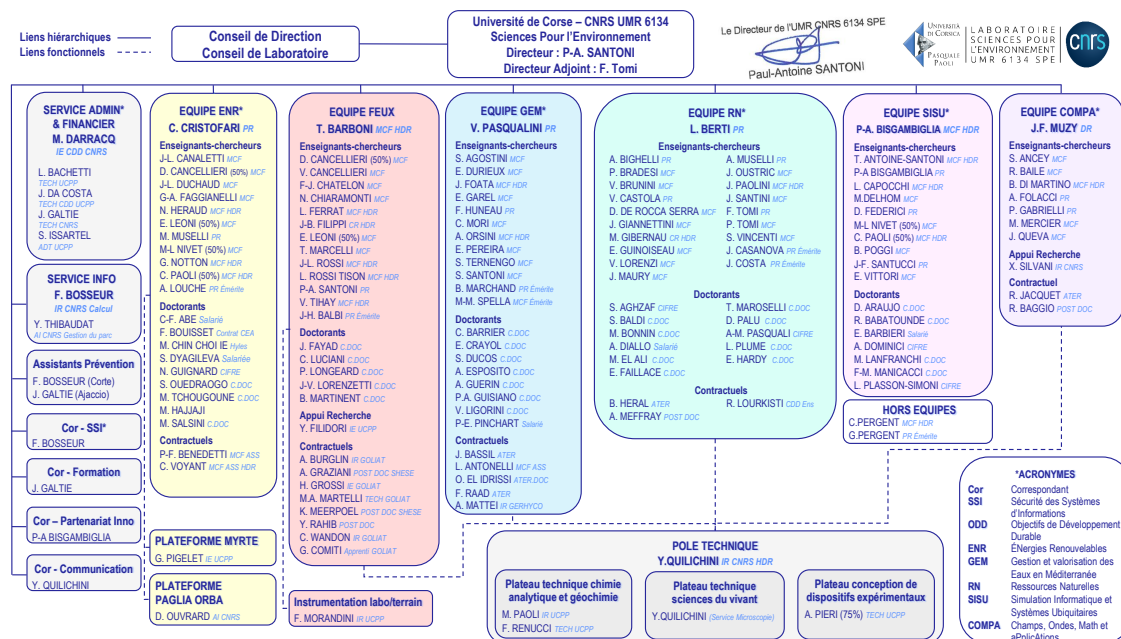 Liens hiérarchiques
Liens fonctionnels
Conseil de Direction
Conseil de Laboratoire
Université de Corse – CNRS UMR 6134
Sciences Pour l'Environnement
Directeur : P-A. SANTONI
Directeur Adjoint : F. Tomi
Le Directeur de l'UMR CNRS 6134 SPE
Paul-Antoine SANTONI
UNIVERSITÀ
DI CORSICA
PASQUALE
PAOLI
LABORATOIRE
SCIENCES POUR
L'ENVIRONNEMENT
UMR 6134 SPE
cnrs
SERVICE ADMIN*
& FINANCIER
M. DARRACQ
IE CDD CNRS
L. BACHETTI
TECH UCPP
J. DA COSTA
TECH CDD UCPP
J. GALTIE
TECH CNRS
S. ISSARTEL
ADT UCPP
SERVICE INFO
F. BOSSEUR
IR CNRS Calcul
Y. THIBAUDAT
AI CNRS Gestion du parc
Assistants Prévention
F. BOSSEUR (Corte)
J. GALTIE (Ajaccio)
Cor - SSI*
F. BOSSEUR
Cor - Formation
J. GALTIE
Cor – Partenariat Inno
P-A BISGAMBIGLIA
Cor - Communication
Y. QUILICHINI
EQUIPE ENR*
C. CRISTOFARI PR
Enseignants-chercheurs
J-L. CANALETTI MCF
D. CANCELLIERI (50%) MCF
J-L. DUCHAUD MCF
G-A. FAGGIANELLI MCF
N. HERAUD MCF HDR
E. LEONI (50%) MCF
M. MUSELLI PR
M-L NIVET (50%) MCF
G. NOTTON MCF HDR
C. PAOLI (50%) MCF HDR
A. LOUCHE PR Émérite
Doctorants
C-F. ABE Salarié
F. BOUISSET Contrat CEA
M. CHIN CHOI IE Hyles
S. DYAGILEVA Salariée
N. GUIGNARD CIFRE
S. OUEDRAOGO C.DOC
M. TCHOUGOUNE C.DOC
M. HAJJAJI
M. SALSINI C.DOC
Contractuels
P-F. BENEDETTI MCF ASS
C. VOYANT MCF ASS HDR
PLATEFORME MYRTE
G. PIGELET IE UCPP
PLATEFORME
PAGLIA ORBA
D. OUVRARD AI CNRS
EQUIPE FEUX
T. BARBONI MCF HDR
Enseignants-chercheurs
D. CANCELLIERI (50%) MCF
V. CANCELLIERI MCF
F-J. CHATELON MCF
N. CHIARAMONTI MCF
L. FERRAT MCF HDR
J-B. FILIPPI CR HDR
E. LEONI (50%) MCF
T. MARCELLI MCF
J-L. ROSSI MCF HDR
L. ROSSI TISON MCF HDR
P-A. SANTONI PR
V. TIHAY MCF HDR
J-H. BALBI PR Émérite
Doctorants
J. FAYAD C.DOC
C. LUCIANI C.DOC
P. LONGEARD C.DOC
J-V. LORENZETTI C.DOC
B. MARTINENT C.DOC
Appui Recherche
Y. FILIDORI IE UCPP
Contractuels
A. BURGLIN IR GOLIAT
A. GRAZIANI POST DOC SHESE
H. GROSSI IE GOLIAT
M.A. MARTELLI TECH GOLIAT
K. MEERPOEL POST DOC SHESE
Y. RAHIB POST DOC
C. WANDON IR GOLIAT
G. COMITI Apprenti GOLIAT
Instrumentation labo/terrain
F. MORANDINI IR UCPP
EQUIPE GEM*
V. PASQUALINI PR
Enseignants-chercheurs
S. AGOSTINI MCF
E. DURIEUX MCF
J. FOATA MCF HDR
E. GAREL MCF
F. HUNEAU PR
C. MORI MCF
A. ORSINI MCF HDR
E. PEREIRA MCF
S. TERNENGO MCF
S. SANTONI MCF
B. MARCHAND PR Émérite
M-M. SPELLA MCF Émérite
Doctorants
C. BARRIER C.DOC
E. CRAYOL C.DOC
S. DUCOS C.DOC
A. ESPOSITO C.DOC
A. GUERIN C.DOC
P.A. GUISIANO C.DOC
V. LIGORINI C.DOC
P-E. PINCHART Salarié
Contractuels
J. BASSIL ATER
L. ANTONELLI MCF ASS
O. EL IDRISSI ATER.DOC
F. RAAD ATER
A. MATTEI IR GERHYCO
EQUIPE RN*
L. BERTI PR
Enseignants-chercheurs
A. BIGHELLI PR
P. BRADESI MCF
V. BRUNINI MCF
V. CASTOLA PR
D. DE ROCCA SERRA MCF
J. GIANNETTINI MCF
M. GIBERNAU CR HDR
E. GUINOISEAU MCF
V. LORENZI MCF
J. MAURY MCF
A. MUSELLI PR
J. OUSTRIC MCF
J. PAOLINI MCF HDR
J. SANTINI MCF
F. TOMI PR
P. TOMI MCF
S. VINCENTI MCF
J. CASANOVA PR Émérite
J. COSTA PR Émérite
Doctorants
S. AGHZAF CIFRE
S. BALDI C.DOC
M. BONNIN C.DOC
A. DIALLO Salarié
M. EL ALI C.DOC
E. FAILLACE C.DOC
T. MAROSELLI C.DOC
D. PALU C.DOC
A-M. PASQUALI CIFRE
L. PLUME C.DOC
E. HARDY C.DOC
Contractuels
B. HERAL ATER
A. MEFFRAY POST DOC
R. LOURKISTI CDD Ens
EQUIPE SISU*
P-A. BISGAMBIGLIA MCF HDR
Enseignants-chercheurs
T. ANTOINE-SANTONI MCF HDR
P-A BISGAMBIGLIA PR
L. CAPOCCHI MCF HDR
M.DELHOM MCF
D. FEDERICI PR
M-L NIVET (50%) MCF
C. PAOLI (50%) MCF HDR
B. POGGI MCF
J-F. SANTUCCI PR
E. VITTORI MCF
Doctorants
D. ARAUJO C.DOC
R. BABATOUNDE C.DOC
E. BARBIERI Salarié
A. DOMINICI CIFRE
M. LANFRANCHI C.DOC
F-M. MANICACCI C.DOC
L. PLASSON-SIMONI CIFRE
HORS EQUIPES
C.PERGENT MCF HDR
G.PERGENT PR Émérite
EQUIPE COMPA*
J.F. MUZY DR
Enseignants-chercheurs
S. ANCEY MCF
R. BAILE MCF
B. DI MARTINO MCF HDR
A. FOLACCI PR
P. GABRIELLI PR
M. MERCIER MCF
J. QUEVA MCF
Appui Recherche
X. SILVANI IR CNRS
Contractuel
R. JACQUET ATER
R. BAGGIO POST DOC
POLE TECHNIQUE
Y.QUILICHINI IR CNRS HDR
Plateau technique chimie
analytique et géochimie
M. PAOLI IR UCPP
F. RENUCCI TECH UCPP
Plateau technique
sciences du vivant
Y.QUILICHINI (Service Microscopie)
Plateau conception de
dispositifs expérimentaux
A. PIERI (75%) TECH UCPP
*ACRONYMES
Cor Correspondant
SSI Sécurité des Systèmes
d'Informations
ODD Objectifs de Développement
Durable
ENR ÉNergies Renouvelables
GEM Gestion et valorisation des
Eaux en Méditerranée
RN Ressources Naturelles
SISU Simulation Informatique et
Systèmes Ubiquitaires
COMPA Champs, Ondes, Math et
aPplicAtions